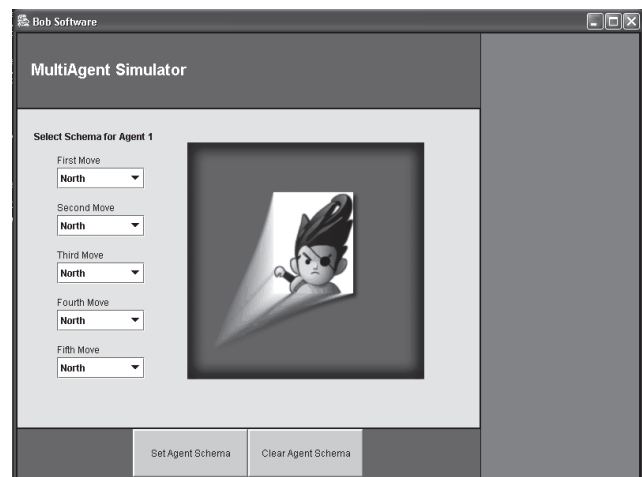 Bob Software
MultiAgent Simulator
Select Schema for Agent 1
First Move
North
Second Move
North
Third Move
North
Fourth Move
North
Fifth Move
North
Set Agent Schema
Clear Agent Schema